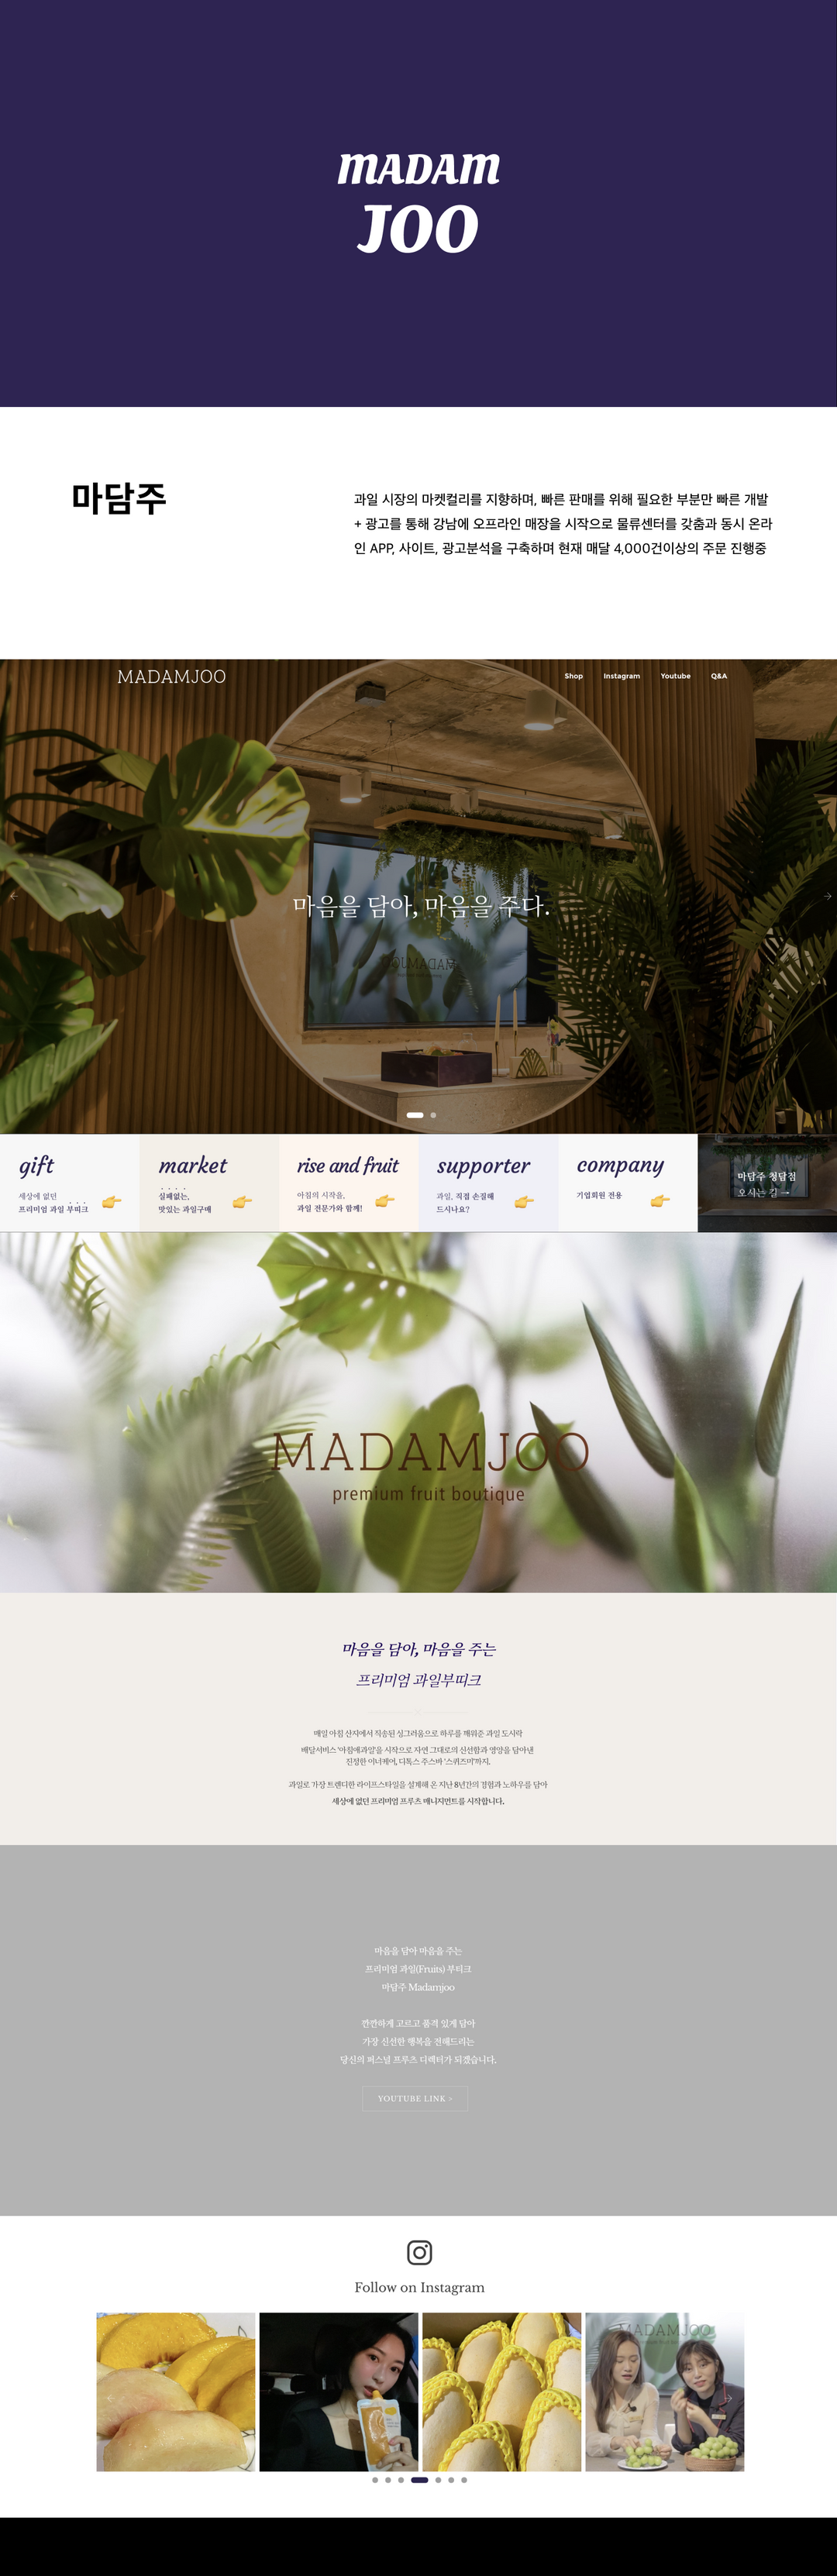 MADAM
JOO
마담주
과일 시장의 마켓컬리를 지향하며, 빠른 판매를 위해 필요한 부분만 빠른 개발
+ 광고를 통해 강남에 오프라인 매장을 시작으로 물류센터를 갖춤과 동시 온라
인 APP, 사이트, 광고분석을 구축하며 현재 매달 4,000건이상의 주문 진행중
MADAMJOO
Shop Instagram Youtube Q&A
마음을 담아, 마음을 주다.
MADAMJOO
gift
세상에 없던
프리미엄 과일 부띠크
market
실패없는,
맛있는 과일구매
rise and fruit
아침의 시작을,
과일 전문가와 함께!
supporter
과일, 직접 손질해
드시나요?
company
기업회원 전용
마담주 청담점
오시는 길 →
MADAMJOO
premium fruit boutique
마음을 담아, 마음을 주는
프리미엄 과일부띠크
매일 아침 산지에서 직송된 싱그러움으로 하루를 깨워준 과일 도시락
배달서비스 '아침에과일'을 시작으로 자연 그대로의 신선함과 영양을 담아낸
진정한 이너케어, 디톡스 주스바 '스퀴즈미'까지.
과일로 가장 트렌디한 라이프스타일을 설계해 온 지난 8년간의 경험과 노하우를 담아
세상에 없던 프리미엄 프루츠 매니지먼트를 시작합니다.
마음을 담아 마음을 주는
프리미엄 과일(Fruits) 부티크
마담주 Madamjoo
깐깐하게 고르고 품격 있게 담아
가장 신선한 행복을 전해드리는
당신의 퍼스널 프루츠 디렉터가 되겠습니다.
YOUTUBE LINK >
Follow on Instagram
MADAMJOO